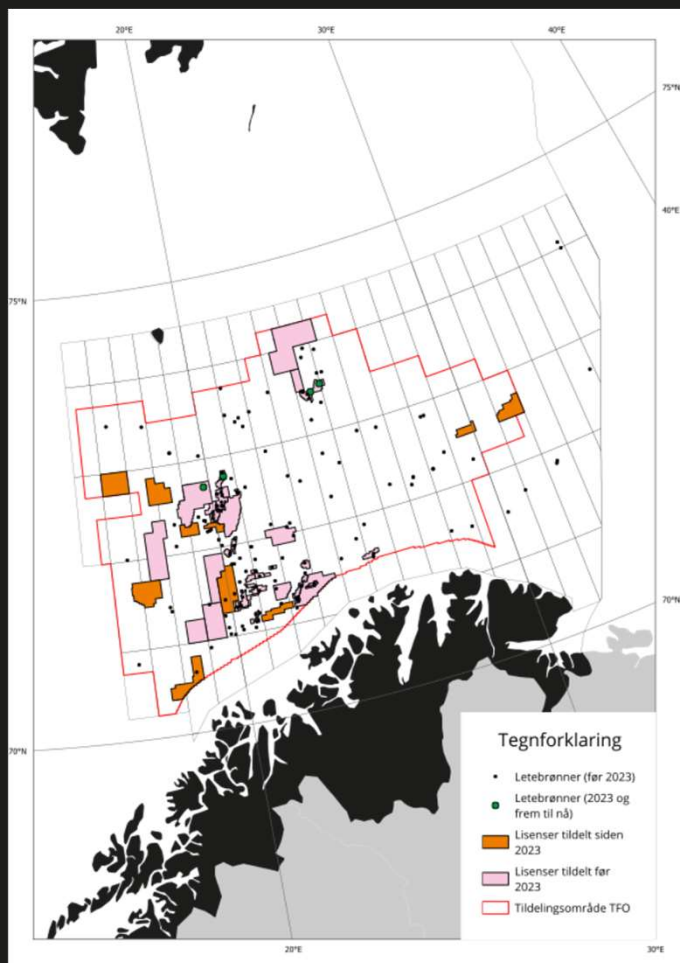 20°E
30°E
40°E
75°N
40°E
75°N
70°N
70°N
Tegnforklaring
Letebrønner (før 2023)
Letebrønner (2023 og
frem til nå)
Lisenser tildelt siden
2023
Lisenser tildelt før
2023
Tildelingsområde TFO
20°E
30°E